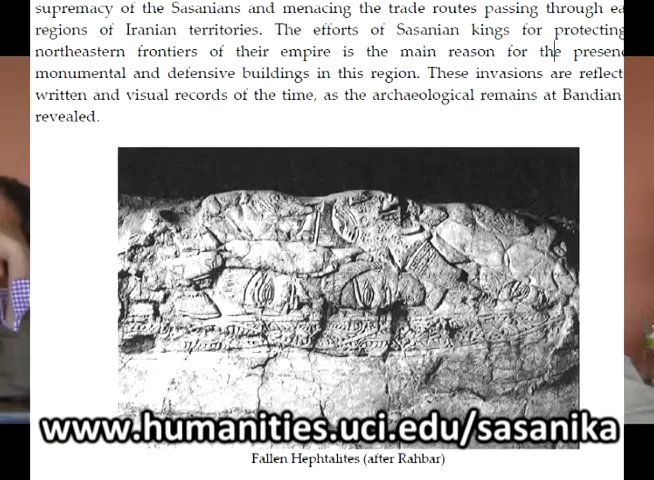 supremacy of the Sasanians and menacing the trade routes passing through
regions of Iranian territories. The efforts of Sasanian kings for protecting
northeastern frontiers of their empire is the main reason for the
monumental and defensive buildings in this region. These invasions are
written and visual records of the time, as the archaeological remains at Bandian
revealed.
www.humanities.uci.edu/sasanika
Fallen Hephtalites (after Rahbar)